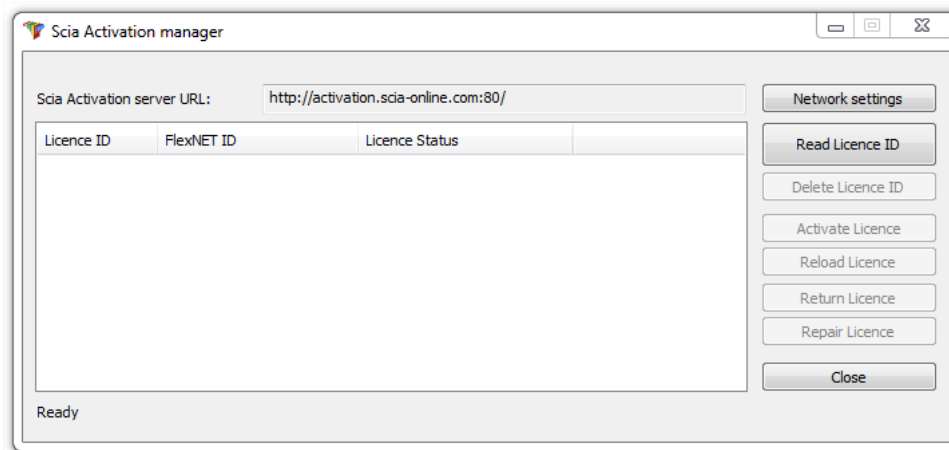 Scia Activation manager
Scia Activation server URL: http://activation.scia-online.com:80/ Network settings
Licence ID FlexNET ID Licence Status
Read Licence ID
Delete Licence ID
Activate Licence
Reload Licence
Return Licence
Repair Licence
Close
Ready